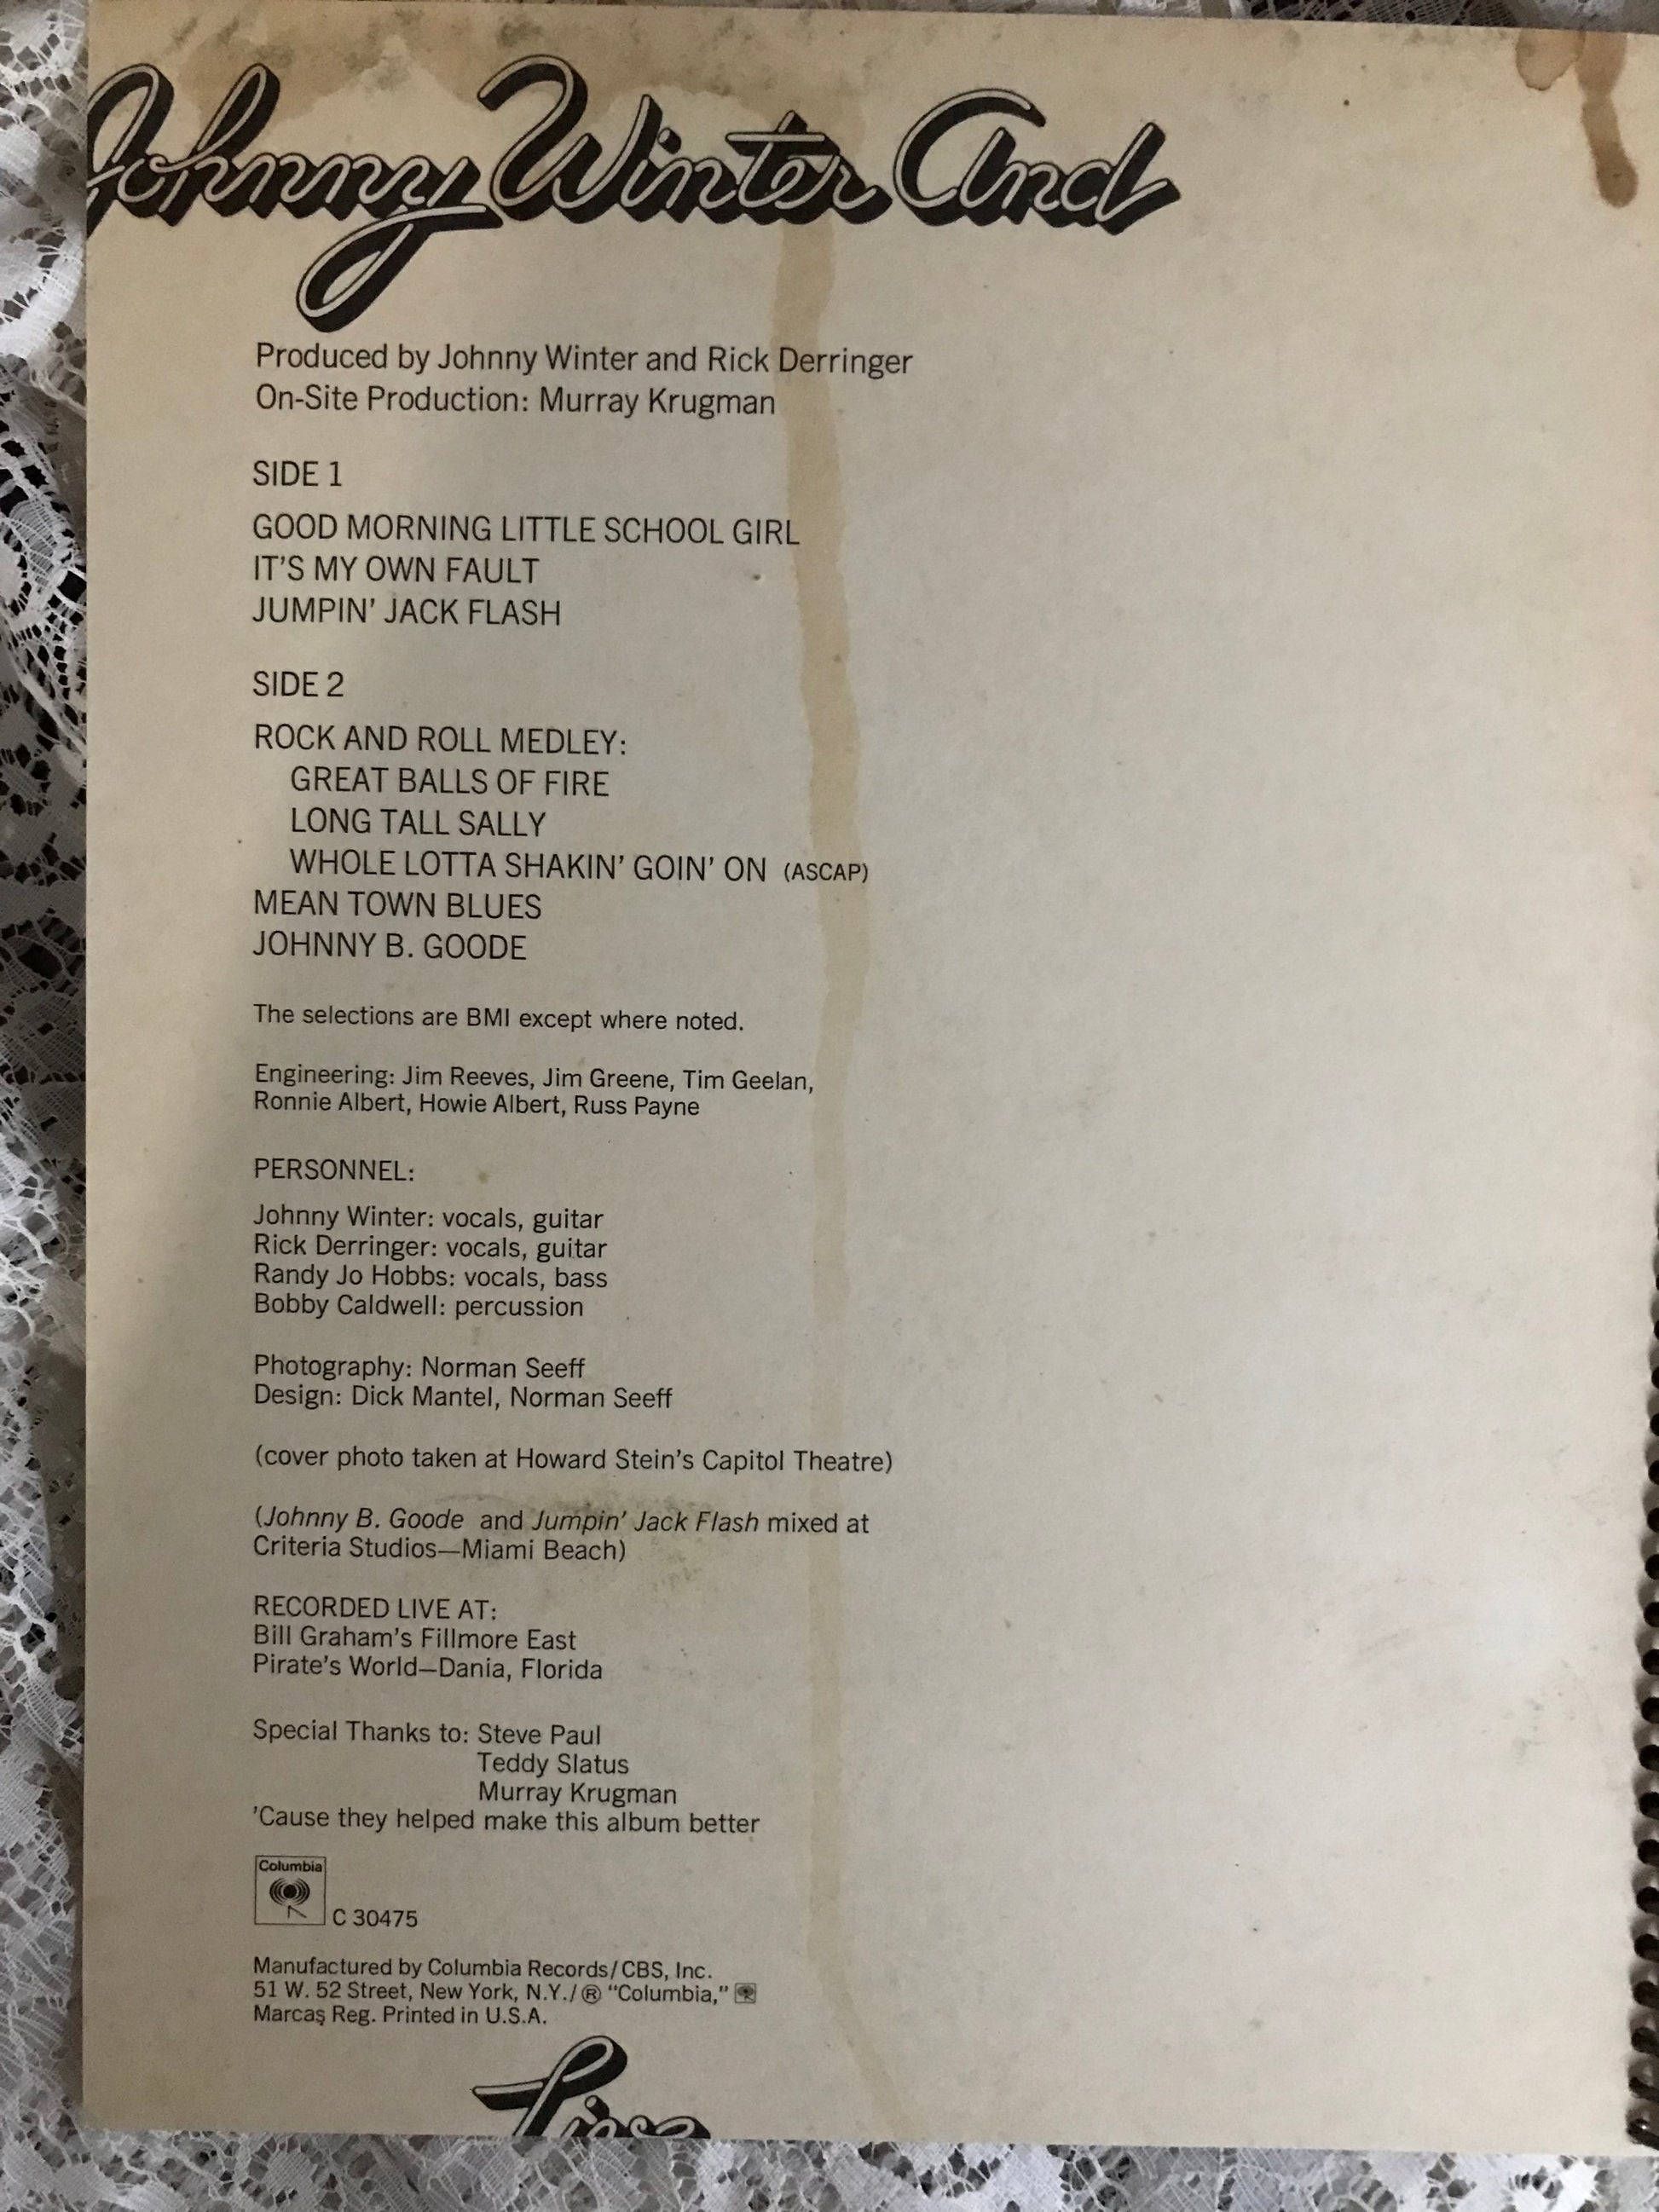 Johnny Winter And
Produced by Johnny Winter and Rick Derringer
On-Site Production: Murray Krugman
SIDE 1
GOOD MORNING LITTLE SCHOOL GIRL
IT'S MY OWN FAULT
JUMPIN' JACK FLASH
SIDE 2
ROCK AND ROLL MEDLEY:
GREAT BALLS OF FIRE
LONG TALL SALLY
WHOLE LOTTA SHAKIN' GOIN' ON (ASCAP)
MEAN TOWN BLUES
JOHNNY B. GOODE
The selections are BMI except where noted.
Engineering: Jim Reeves, Jim Greene, Tim Geelan,
Ronnie Albert, Howie Albert, Russ Payne
PERSONNEL:
Johnny Winter: vocals, guitar
Rick Derringer: vocals, guitar
Randy Jo Hobbs: vocals, bass
Bobby Caldwell: percussion
Photography: Norman Seeff
Design: Dick Mantel, Norman Seeff
(cover photo taken at Howard Stein's Capitol Theatre)
(Johnny B. Goode and Jumpin' Jack Flash mixed at
Criteria Studios—Miami Beach)
RECORDED LIVE AT:
Bill Graham's Fillmore East
Pirate's World—Dania, Florida
Special Thanks to: Steve Paul
Teddy Slatus
Murray Krugman
'Cause they helped make this album better
Columbia
C 30475
Manufactured by Columbia Records/CBS, Inc.
51 W. 52 Street, New York, N.Y./® "Columbia,"
Marcas Reg. Printed in U.S.A.
Live